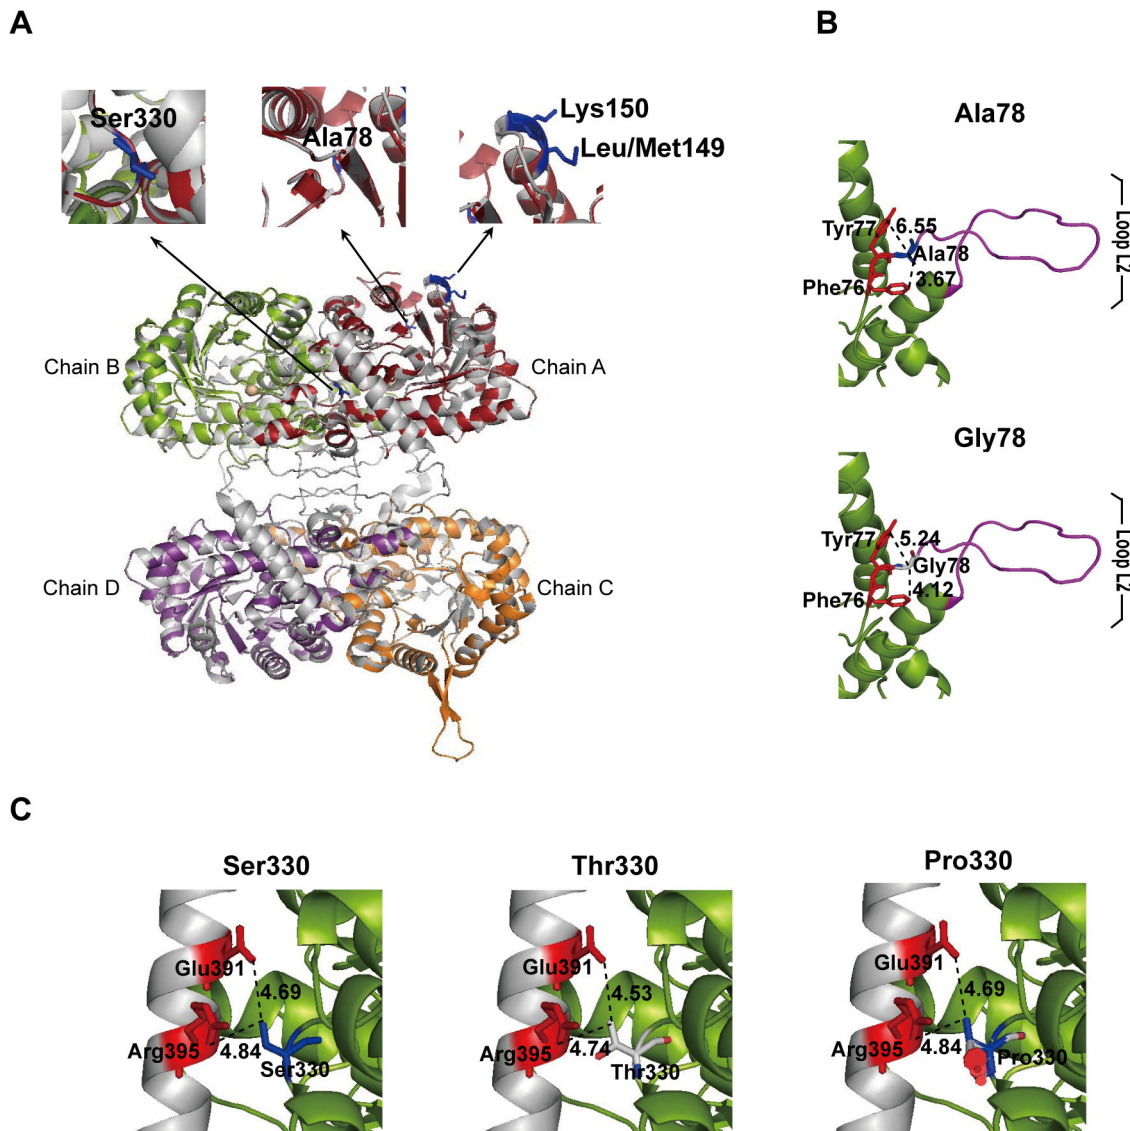 A
B
Ser330
Ala78
Lys150
Leu/Met149
Chain B
Chain A
Chain D
Chain C
Ala78
Tyr77
6.55
Ala78
3.67
Phe76
Loop L2
Gly78
Tyr77
5.24
Gly78
4.12
Phe76
Loop L2
C
Ser330
Glu391
4.69
Arg395
4.84
Ser330
Thr330
Glu391
4.53
Arg395
4.74
Thr330
Pro330
Glu391
4.69
Arg395
4.84
Pro330